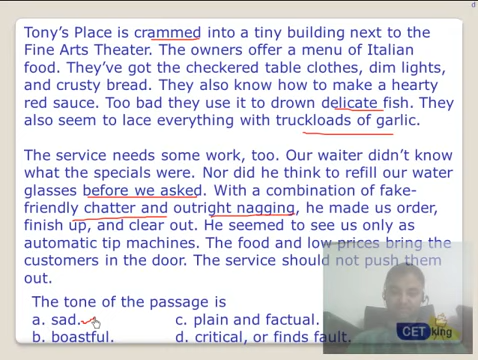 Tony's Place is crammed into a tiny building next to the
Fine Arts Theater. The owners offer a menu of Italian
food. They've got the checkered table clothes, dim lights,
and crusty bread. They also know how to make a hearty
red sauce. Too bad they use it to drown delicate fish. They
also seem to lace everything with truckloads of garlic.
The service needs some work, too. Our waiter didn't know
what the specials were. Nor did he think to refill our water
glasses before we asked. With a combination of fake-
friendly chatter and outright nagging, he made us order,
finish up, and clear out. He seemed to see us only as
automatic tip machines. The food and low prices bring the
customers in the door. The service should not push them
out.
The tone of the passage is
a. sad. c. plain and factual.
b. boastful. d. critical, or finds fault.
CETking